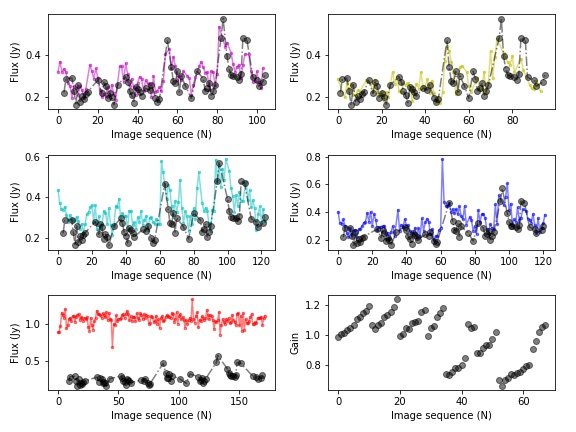 Flux (Jy)
0.4
0.2
0 20 40 60 80 100
Image sequence (N)
Flux (Jy)
0.4
0.2
0 20 40 60 80
Image sequence (N)
Flux (Jy)
0.6
0.4
0.2
0 20 40 60 80 100 120
Image sequence (N)
Flux (Jy)
0.8
0.6
0.4
0.2
0 20 40 60 80 100 120
Image sequence (N)
Flux (Jy)
1.0
0.5
0 50 100 150
Image sequence (N)
Gain
1.2
1.0
0.8
0 20 40 60
Image sequence (N)